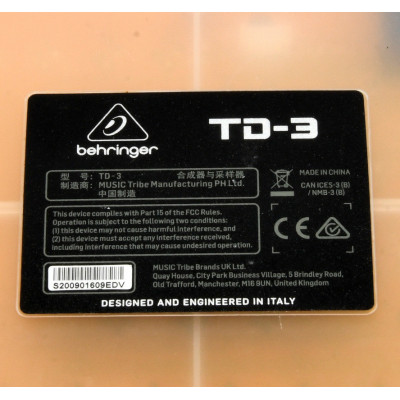 behringer
TD-3
型 号: TD-3 合成器与采样器
制造商: MUSIC Tribe Manufacturing PH Ltd.
中国制造
MADE IN CHINA
CAN ICES-3 (B)
/ NMB-3 (B)
This device complies with Part 15 of the FCC Rules.
Operation is subject to the following two conditions:
(1) this device may not cause harmful interference, and
(2) this device must accept any interference received,
including interference that may cause undesired operation.
CE
S200901609EDV
MUSIC Tribe Brands UK Ltd.
Quay House, City Park Business Village, 5 Brindley Road,
Old Trafford, Manchester, M16 9UN, United Kingdom
DESIGNED AND ENGINEERED IN ITALY